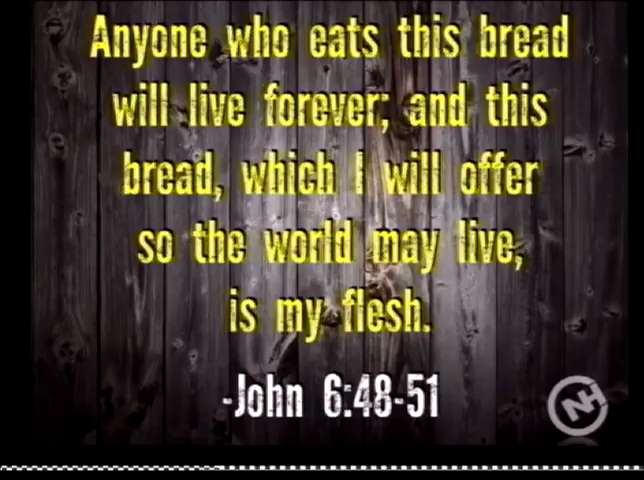 Anyone who eats this bread
will live forever; and this
bread, which I will offer
so the world may live,
is my flesh.
-John 6:48-51
NH